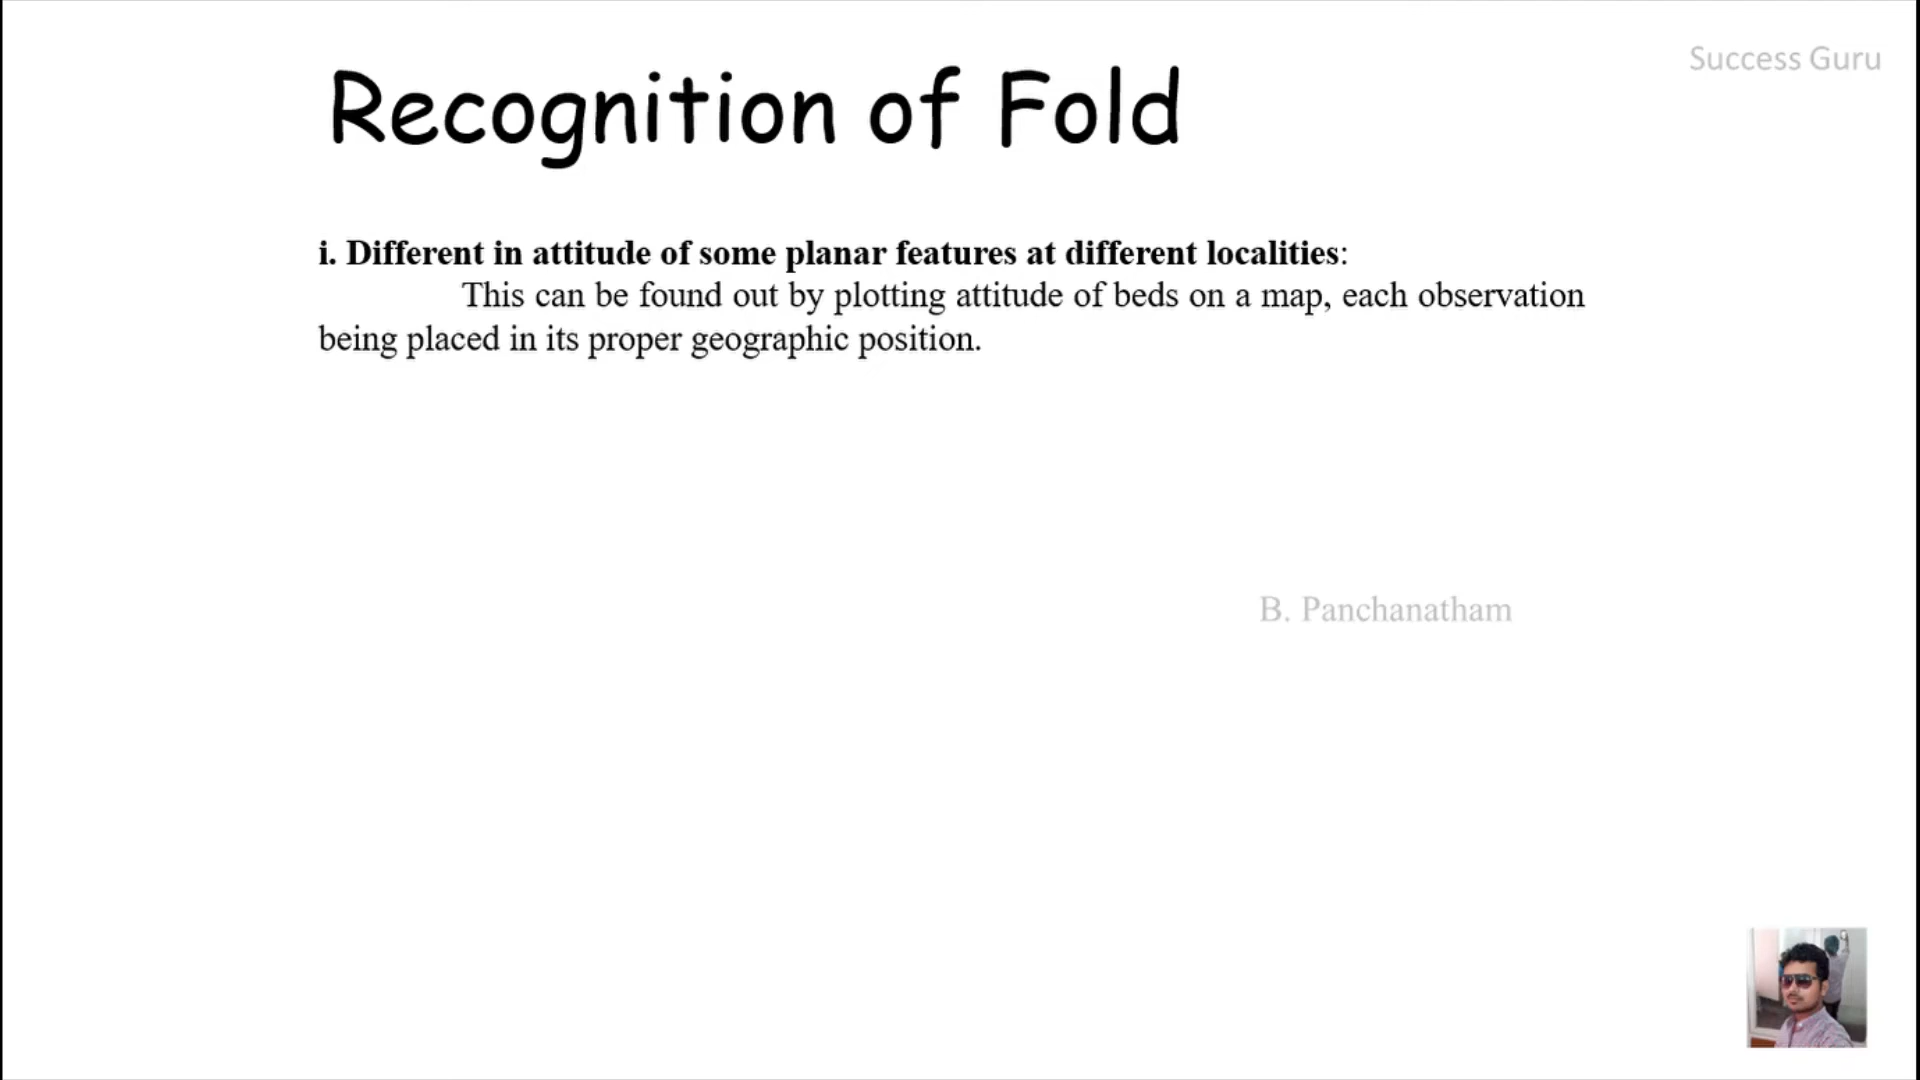 Success Guru
Recognition of Fold
i. Different in attitude of some planar features at different localities:
This can be found out by plotting attitude of beds on a map, each observation
being placed in its proper geographic position.
B. Panchanatham